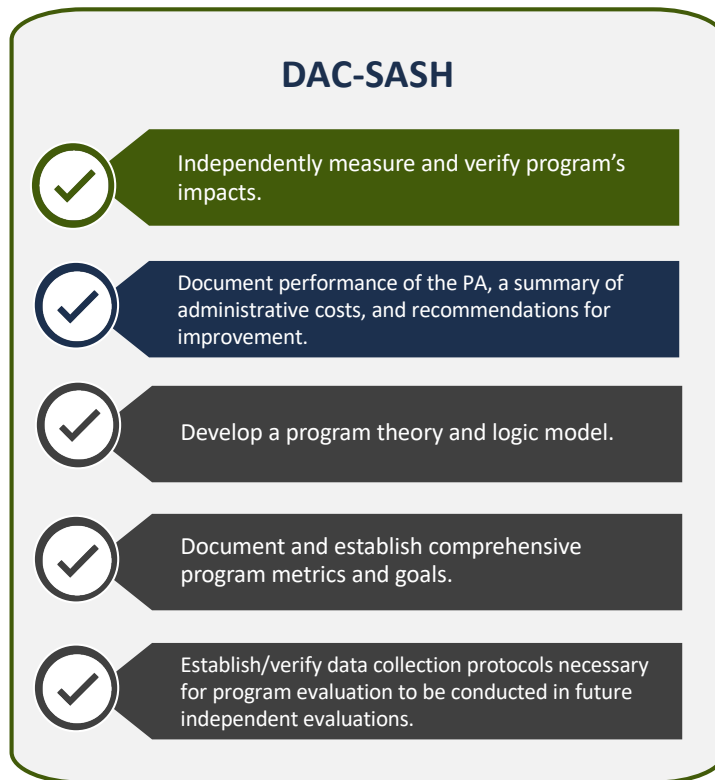 DAC-SASH
Independently measure and verify program’s
impacts.
Document performance of the PA, a summary of
administrative costs, and recommendations for
improvement.
Develop a program theory and logic model.
Document and establish comprehensive
program metrics and goals.
Establish/verify data collection protocols necessary
for program evaluation to be conducted in future
independent evaluations.